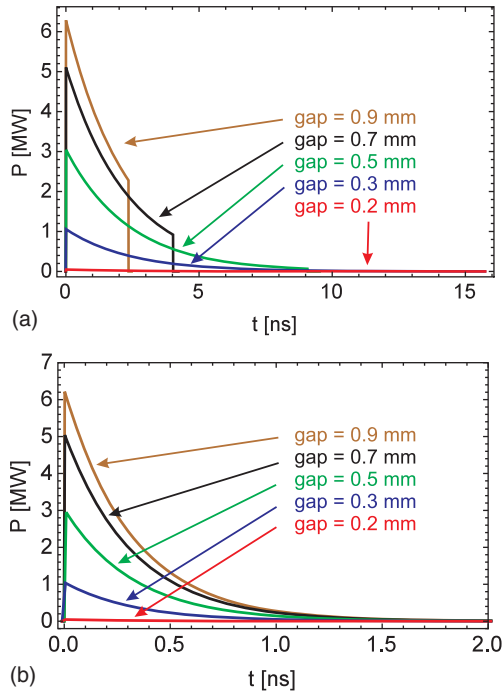 6
5
4
3
2
1
0
P [MW]
gap = 0.9 mm
gap = 0.7 mm
gap = 0.5 mm
gap = 0.3 mm
gap = 0.2 mm
0 5 10 15
t [ns]
(a)
7
6
5
4
3
2
1
0
P [MW]
gap = 0.9 mm
gap = 0.7 mm
gap = 0.5 mm
gap = 0.3 mm
gap = 0.2 mm
0.0 0.5 1.0 1.5 2.0
t [ns]
(b)